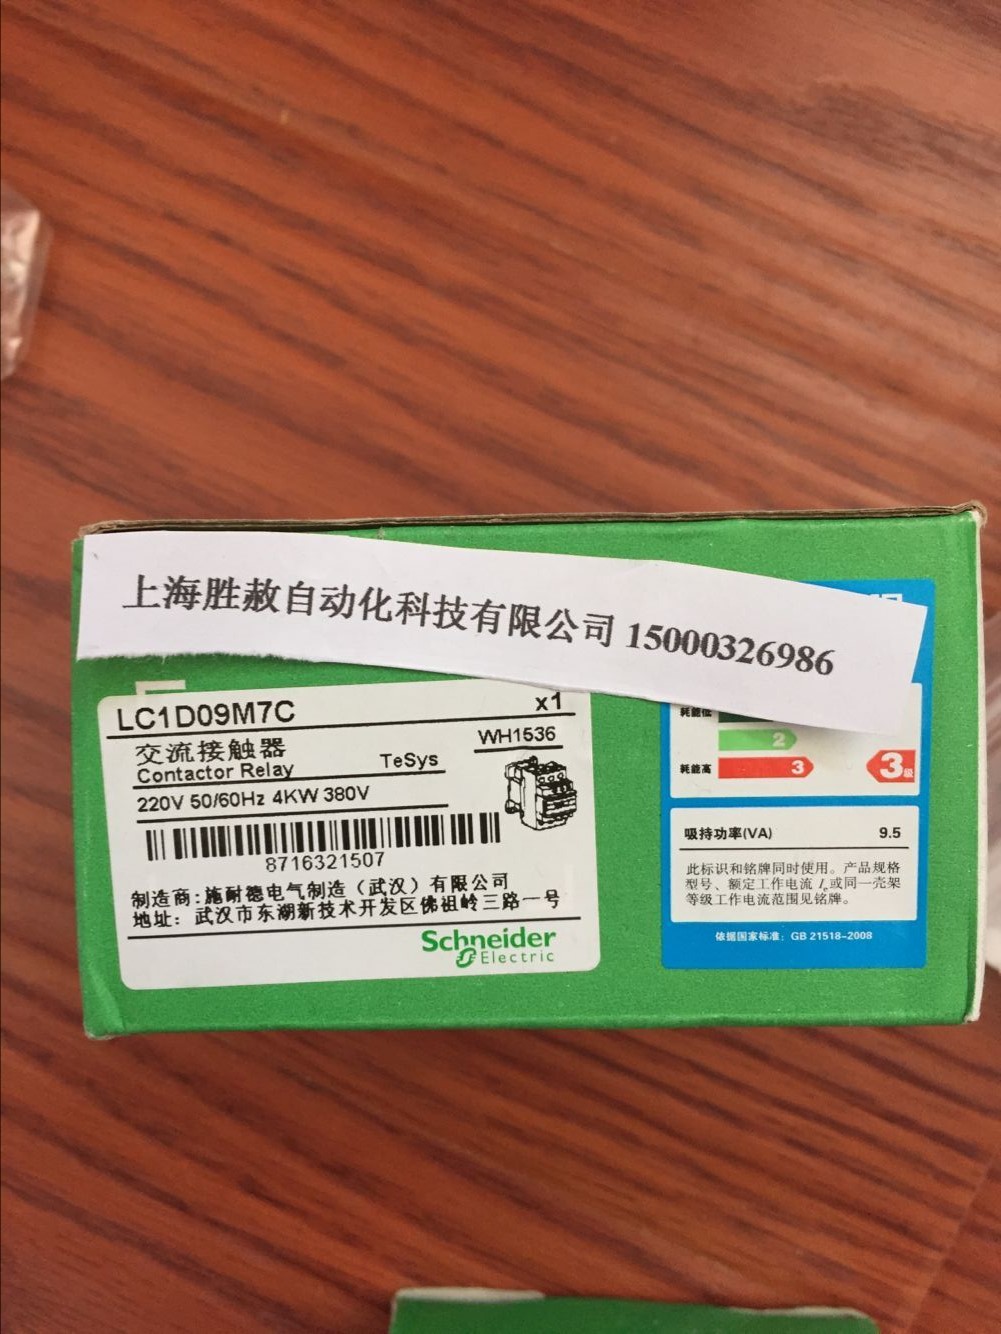 上海胜赦自动化科技有限公司 15000326986
LC1D09M7C x1
交流接触器
Contactor Relay TeSys
WH1536
220V 50/60Hz 4KW 380V
8716321507
制造商:施耐德电气制造（武汉）有限公司
地址：武汉市东湖新技术开发区佛祖岭三路一号
Schneider
Electric
耗能低
2
耗能高 3
3级
吸持功率(VA) 9.5
此标识和铭牌同时使用。产品规格
型号、额定工作电流 Ie或同一壳架
等级工作电流范围见铭牌。
依据国家标准：GB 21518-2008